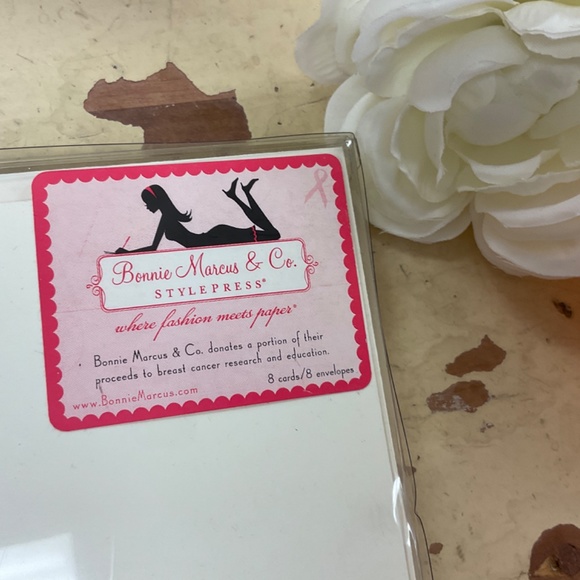 Bonnie Marcus & Co.
STYLEPRESS®
where fashion meets paper®
Bonnie Marcus & Co. donates a portion of their
proceeds to breast cancer research and education.
8 cards/8 envelopes
www.BonnieMarcus.com